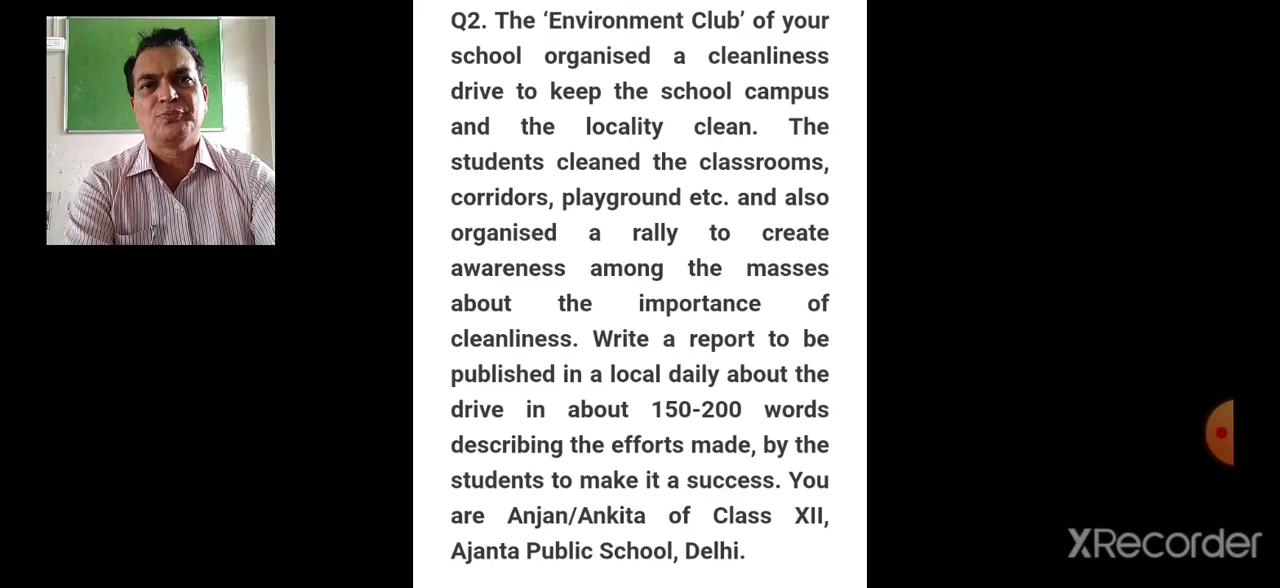 Q2. The ‘Environment Club’ of your
school organised a cleanliness
drive to keep the school campus
and the locality clean. The
students cleaned the classrooms,
corridors, playground etc. and also
organised a rally to create
awareness among the masses
about the importance of
cleanliness. Write a report to be
published in a local daily about the
drive in about 150-200 words
describing the efforts made, by the
students to make it a success. You
are Anjan/Ankita of Class XII,
Ajanta Public School, Delhi.
XRecorder